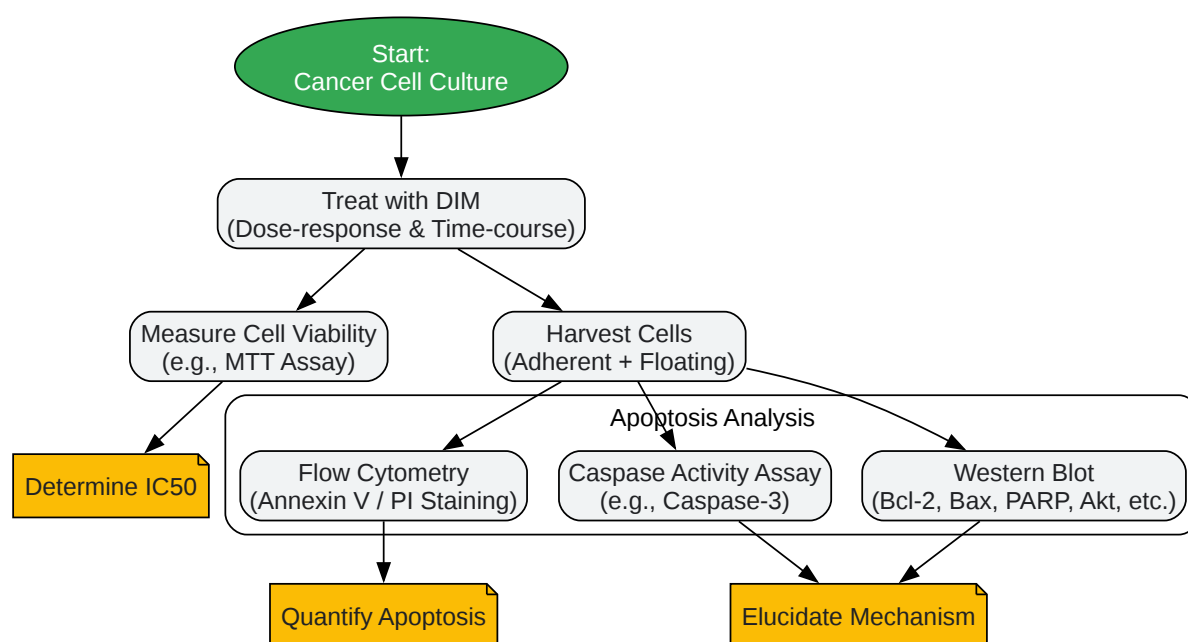 Start:
Cancer Cell Culture
Treat with DIM
(Dose-response & Time-course)
Measure Cell Viability
(e.g., MTT Assay)
Harvest Cells
(Adherent + Floating)
Apoptosis Analysis
Determine IC50
Flow Cytometry
(Annexin V / PI Staining)
Caspase Activity Assay
(e.g., Caspase-3)
Western Blot
(Bcl-2, Bax, PARP, Akt, etc.)
Quantify Apoptosis
Elucidate Mechanism